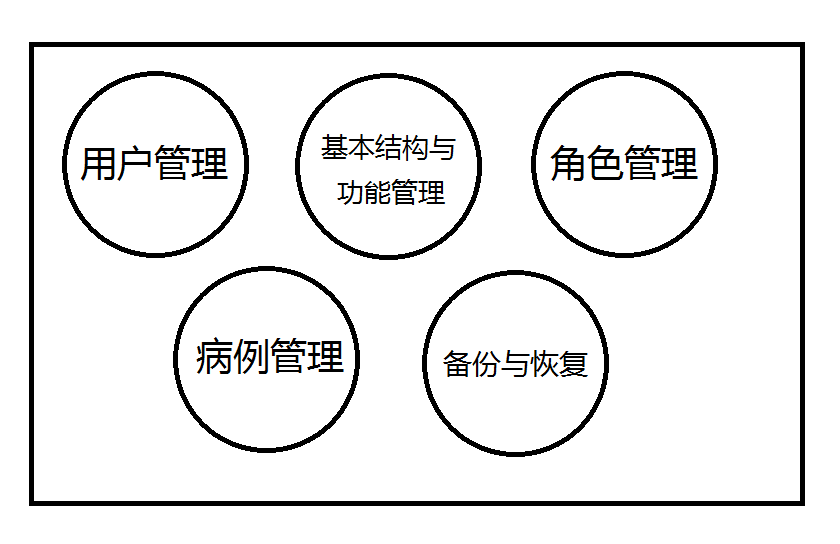 用户管理
基本结构与
功能管理
角色管理
病例管理
备份与恢复